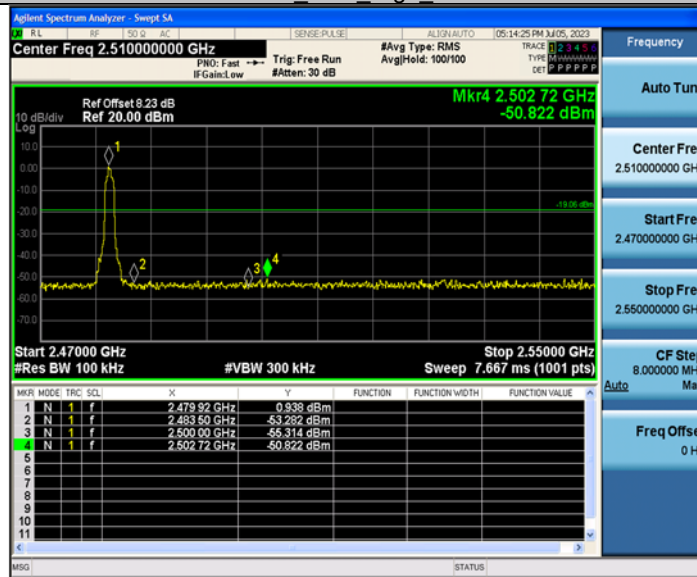 Agilent Spectrum Analyzer - Swept SA
RL RF 50 Ω AC SENSE:PULSE ALIGN AUTO 05:14:25 PM Jul 05, 2023
Center Freq 2.510000000 GHz #Avg Type: RMS TRACE 1 2 3 4 5 6
PNO: Fast Trig: Free Run Avg|Hold: 100/100 TYPE M
IFGain:Low #Atten: 30 dB DET P P P P P P
Ref Offset 8.23 dB Mkr4 2.502 72 GHz
10 dB/div Ref 20.00 dBm -50.822 dBm
Log
10.0
1
0.00
-10.0
-19.06 dBm
-20.0
-30.0
-40.0
2 3 4
-50.0
-60.0
-70.0
Start 2.47000 GHz Stop 2.55000 GHz
#Res BW 100 kHz #VBW 300 kHz Sweep 7.667 ms (1001 pts)
MKR MODE TRC SCL X Y FUNCTION FUNCTION WIDTH FUNCTION VALUE
1 N 1 f 2.479 92 GHz 0.938 dBm
2 N 1 f 2.483 50 GHz -53.282 dBm
3 N 1 f 2.500 00 GHz -55.314 dBm
4 N 1 f 2.502 72 GHz -50.822 dBm
5
6
7
8
9
10
11
MSG STATUS
Frequency
Auto Tun
Center Fre
2.510000000 GH
Start Fre
2.470000000 GH
Stop Fre
2.550000000 GH
CF Ste
8.000000 MH
Auto Ma
Freq Offse
0 H